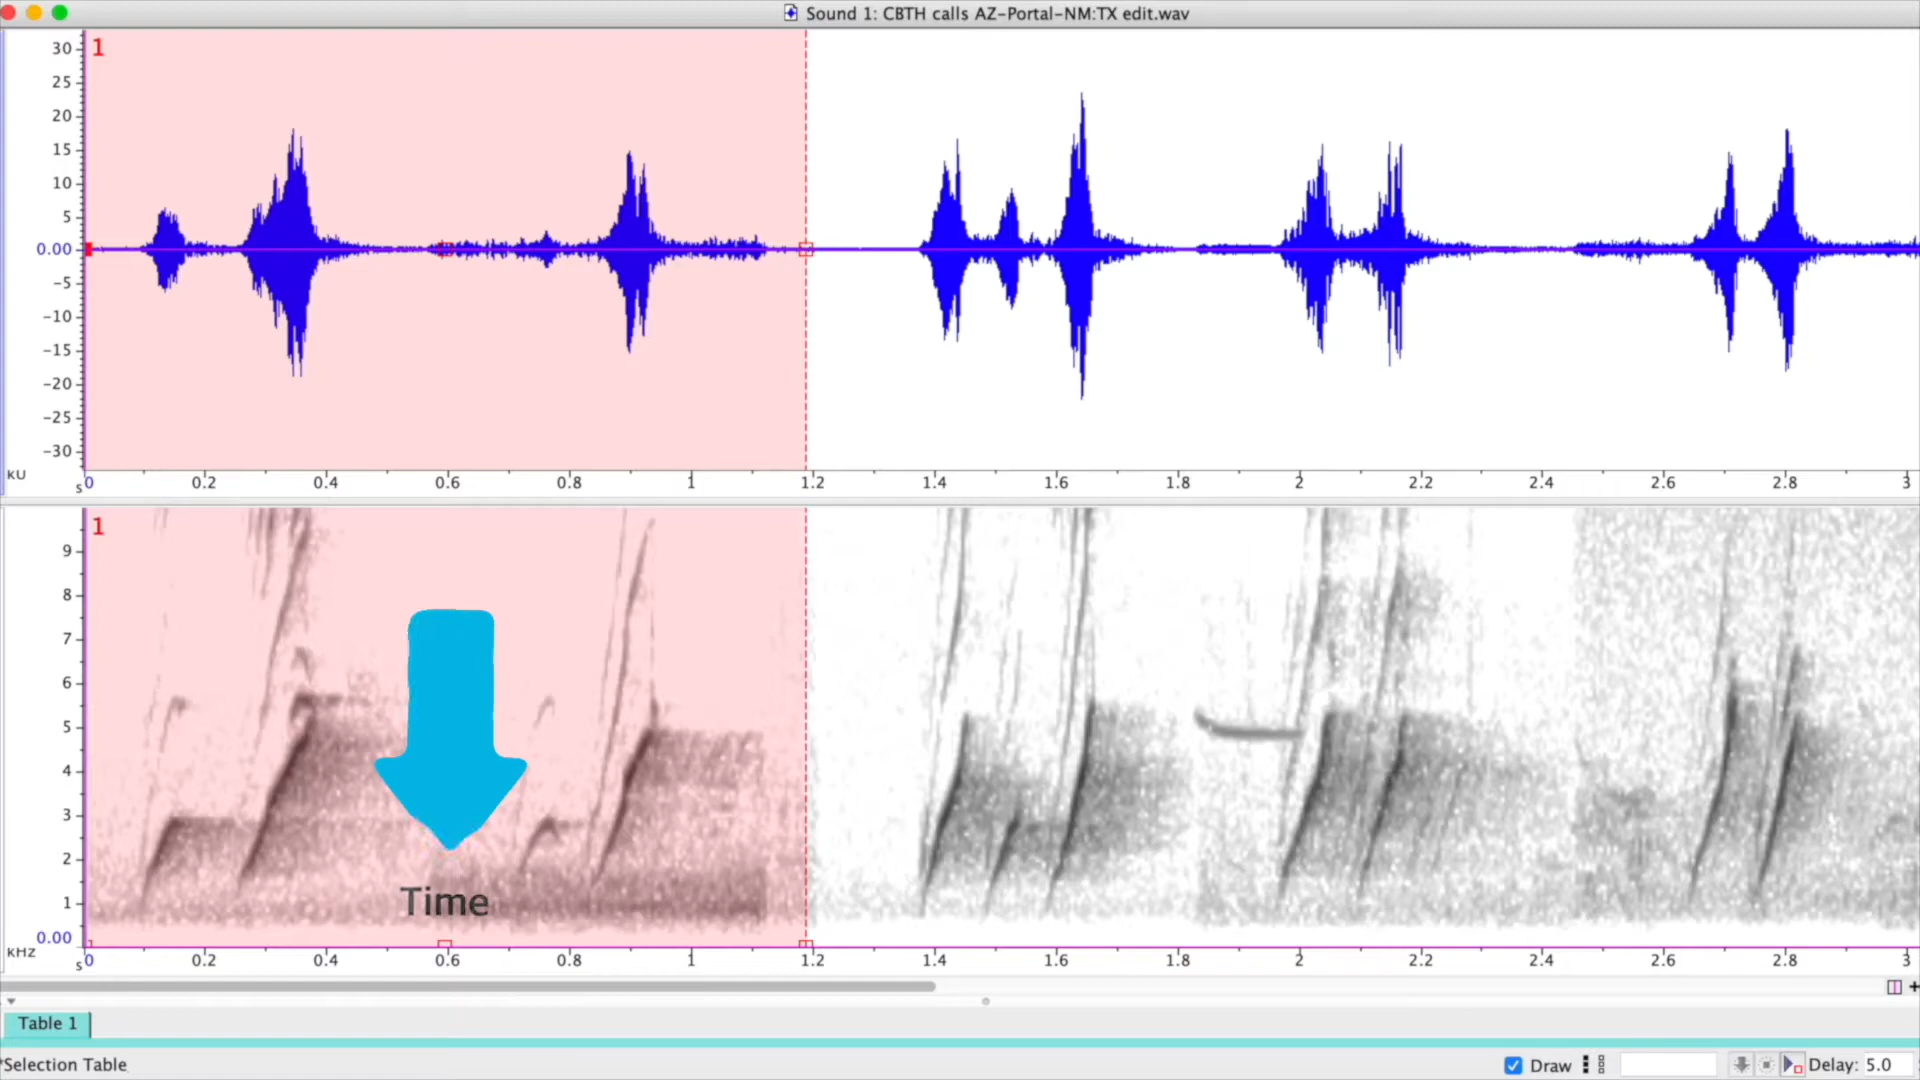 Sound 1: CBTH calls AZ-Portal-NM:TX edit.wav
1
30
25
20
15
10
5
0.00
−5
−10
−15
−20
−25
−30
kU
s 0 0.2 0.4 0.6 0.8 1 1.2 1.4 1.6 1.8 2 2.2 2.4 2.6 2.8 3
1
9
8
7
6
5
4
3
2
1
0.00
kHz
Time
s 0 0.2 0.4 0.6 0.8 1 1.2 1.4 1.6 1.8 2 2.2 2.4 2.6 2.8 3
Table 1
*Selection Table
Draw
Delay: 5.0